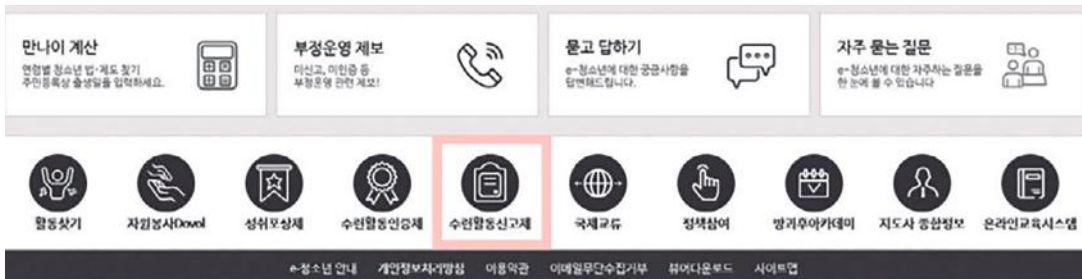 만나이 계산
연령별 청소년 법·제도 찾기
주민등록상 출생일을 입력하세요.
부정운영 제보
미신고, 미인증 등
부정운영 관련 제보!
묻고 답하기
e-청소년에 대한 궁금사항을
답변해드립니다.
자주 묻는 질문
e-청소년에 대한 자주하는 질문을
한 눈에 볼 수 있습니다
활동찾기
자원봉사Dovol
성취포상제
수련활동인증제
수련활동신고제
국제교류
정책참여
방과후아카데미
지도사 종합정보
온라인교육시스템
e-청소년 안내
개인정보처리방침
이용약관
이메일무단수집거부
뷰어다운로드
사이트맵